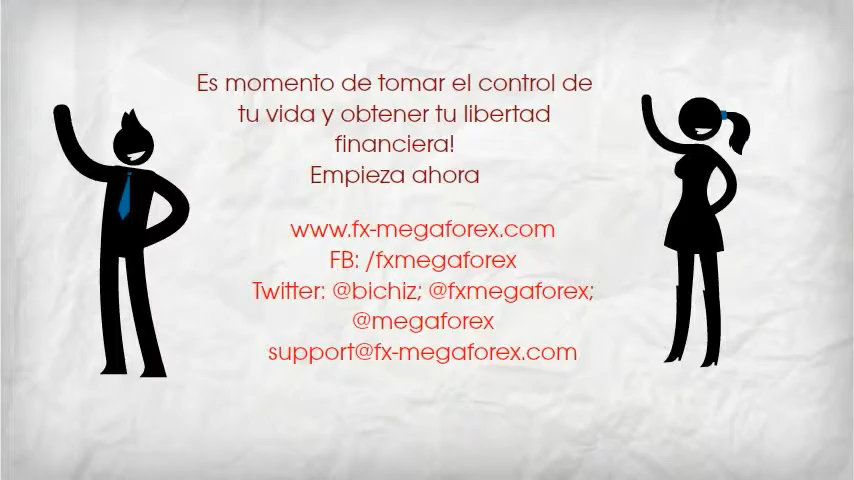 Es momento de tomar el control de
tu vida y obtener tu libertad
financiera!
Empieza ahora
www.fx-megaforex.com
FB: /fxmegaforex
Twitter: @bichiz; @fxmegaforex;
@megaforex
support@fx-megaforex.com